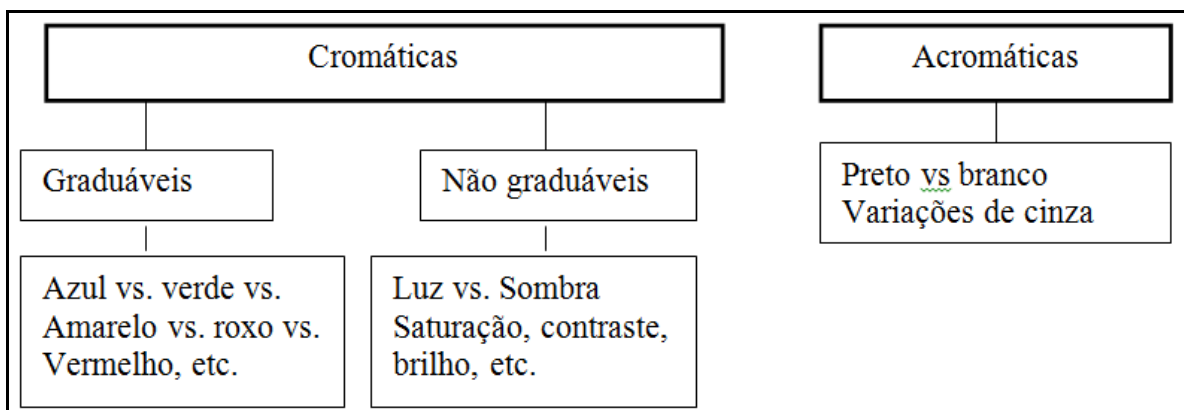 Cromáticas
Acromáticas
Graduáveis
Não graduáveis
Preto vs branco
Variações de cinza
Azul vs. verde vs.
Amarelo vs. roxo vs.
Vermelho, etc.
Luz vs. Sombra
Saturação, contraste,
brilho, etc.